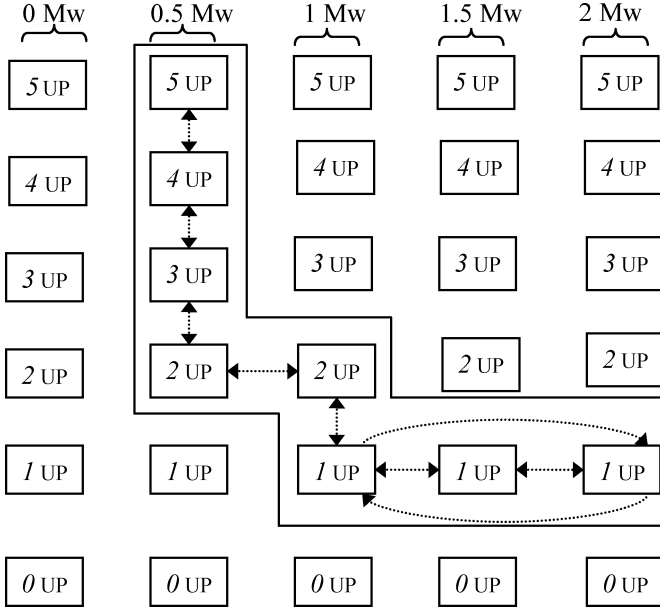 0 Mw 0.5 Mw 1 Mw 1.5 Mw 2 Mw
5 UP 5 UP 5 UP 5 UP 5 UP
4 UP 4 UP 4 UP 4 UP 4 UP
3 UP 3 UP 3 UP 3 UP 3 UP
2 UP 2 UP 2 UP 2 UP 2 UP
1 UP 1 UP 1 UP 1 UP 1 UP
0 UP 0 UP 0 UP 0 UP 0 UP